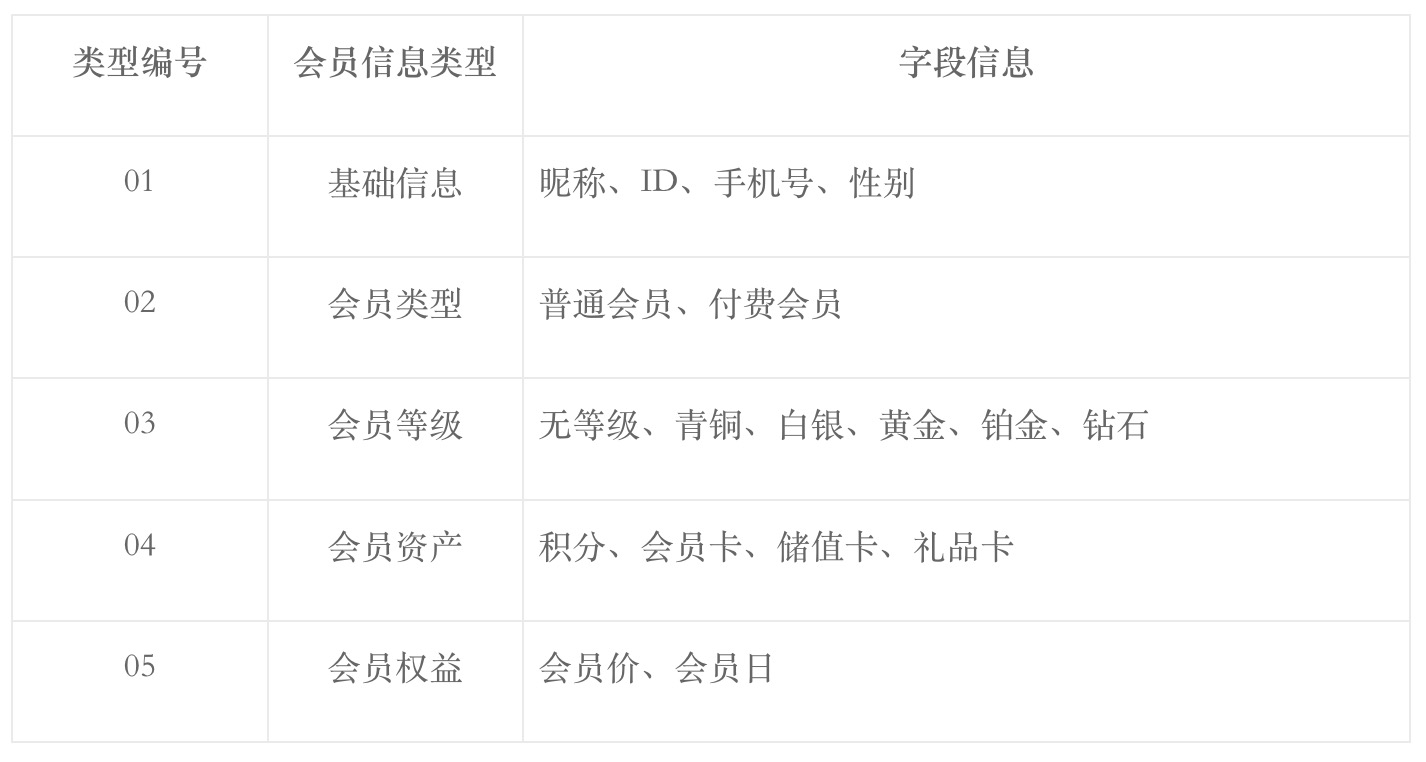 类型编号 会员信息类型 字段信息
01 基础信息 昵称、ID、手机号、性别
02 会员类型 普通会员、付费会员
03 会员等级 无等级、青铜、白银、黄金、铂金、钻石
04 会员资产 积分、会员卡、储值卡、礼品卡
05 会员权益 会员价、会员日